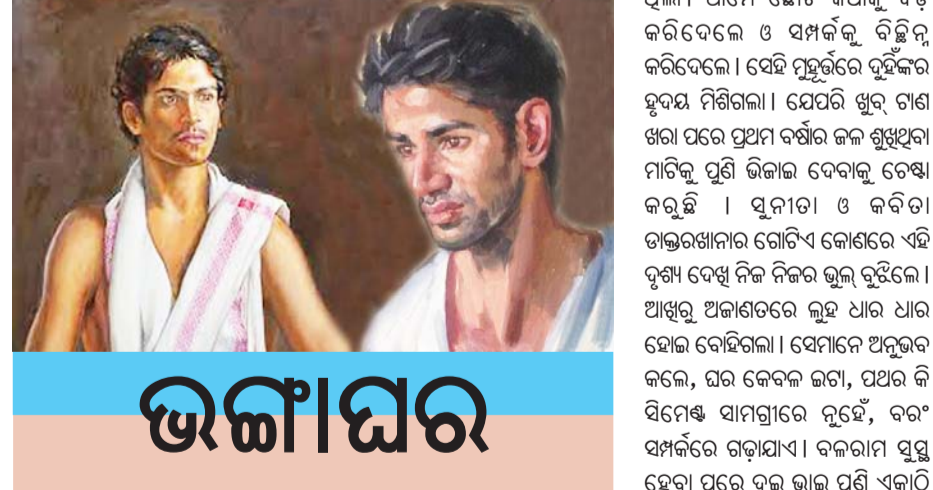 ଭଙ୍ଗାଘର
କରିଦେଲେ ଓ ସମ୍ପର୍କକୁ ବିଚ୍ଛିନ୍ନ
କରିଦେଲେ। ସେହି ମୁହୂର୍ତ୍ତରେ ଦୁହିଁଙ୍କର
ହୃଦୟ ମିଶିଗଲା। ଯେପରି ଖୁବ୍ ଟାଣ
ଖରା ପରେ ପ୍ରଥମ ବର୍ଷାର ଜଳ ଶୁଖିଥିବା
ମାଟିକୁ ପୁଣି ଭିଜାଇ ଦେବାକୁ ଚେଷ୍ଟା
କରୁଛି । ସୁନୀତା ଓ କବିତା
ଡାକ୍ତରଖାନାର ଗୋଟିଏ କୋଣରେ ଏହି
ଦୃଶ୍ୟ ଦେଖି ନିଜ ନିଜର ଭୁଲ୍ ବୁଝିଲେ।
ଆଖିରୁ ଅଜାଣତରେ ଲୁହ ଧାର ଧାର
ହୋଇ ବୋହିଗଲା। ସେମାନେ ଅନୁଭବ
କଲେ, ଘର କେବଳ ଇଟା, ପଥର କି
ସିମେଣ୍ଟ ସାମଗ୍ରୀରେ ନୁହେଁ, ବରଂ
ସମ୍ପର୍କରେ ଗଢ଼ାଯାଏ। ବଳରାମ ସୁସ୍ଥ
ହେବା ପରେ ଦୁଇ ଭାଇ ପୁଣି ଏକାଠି